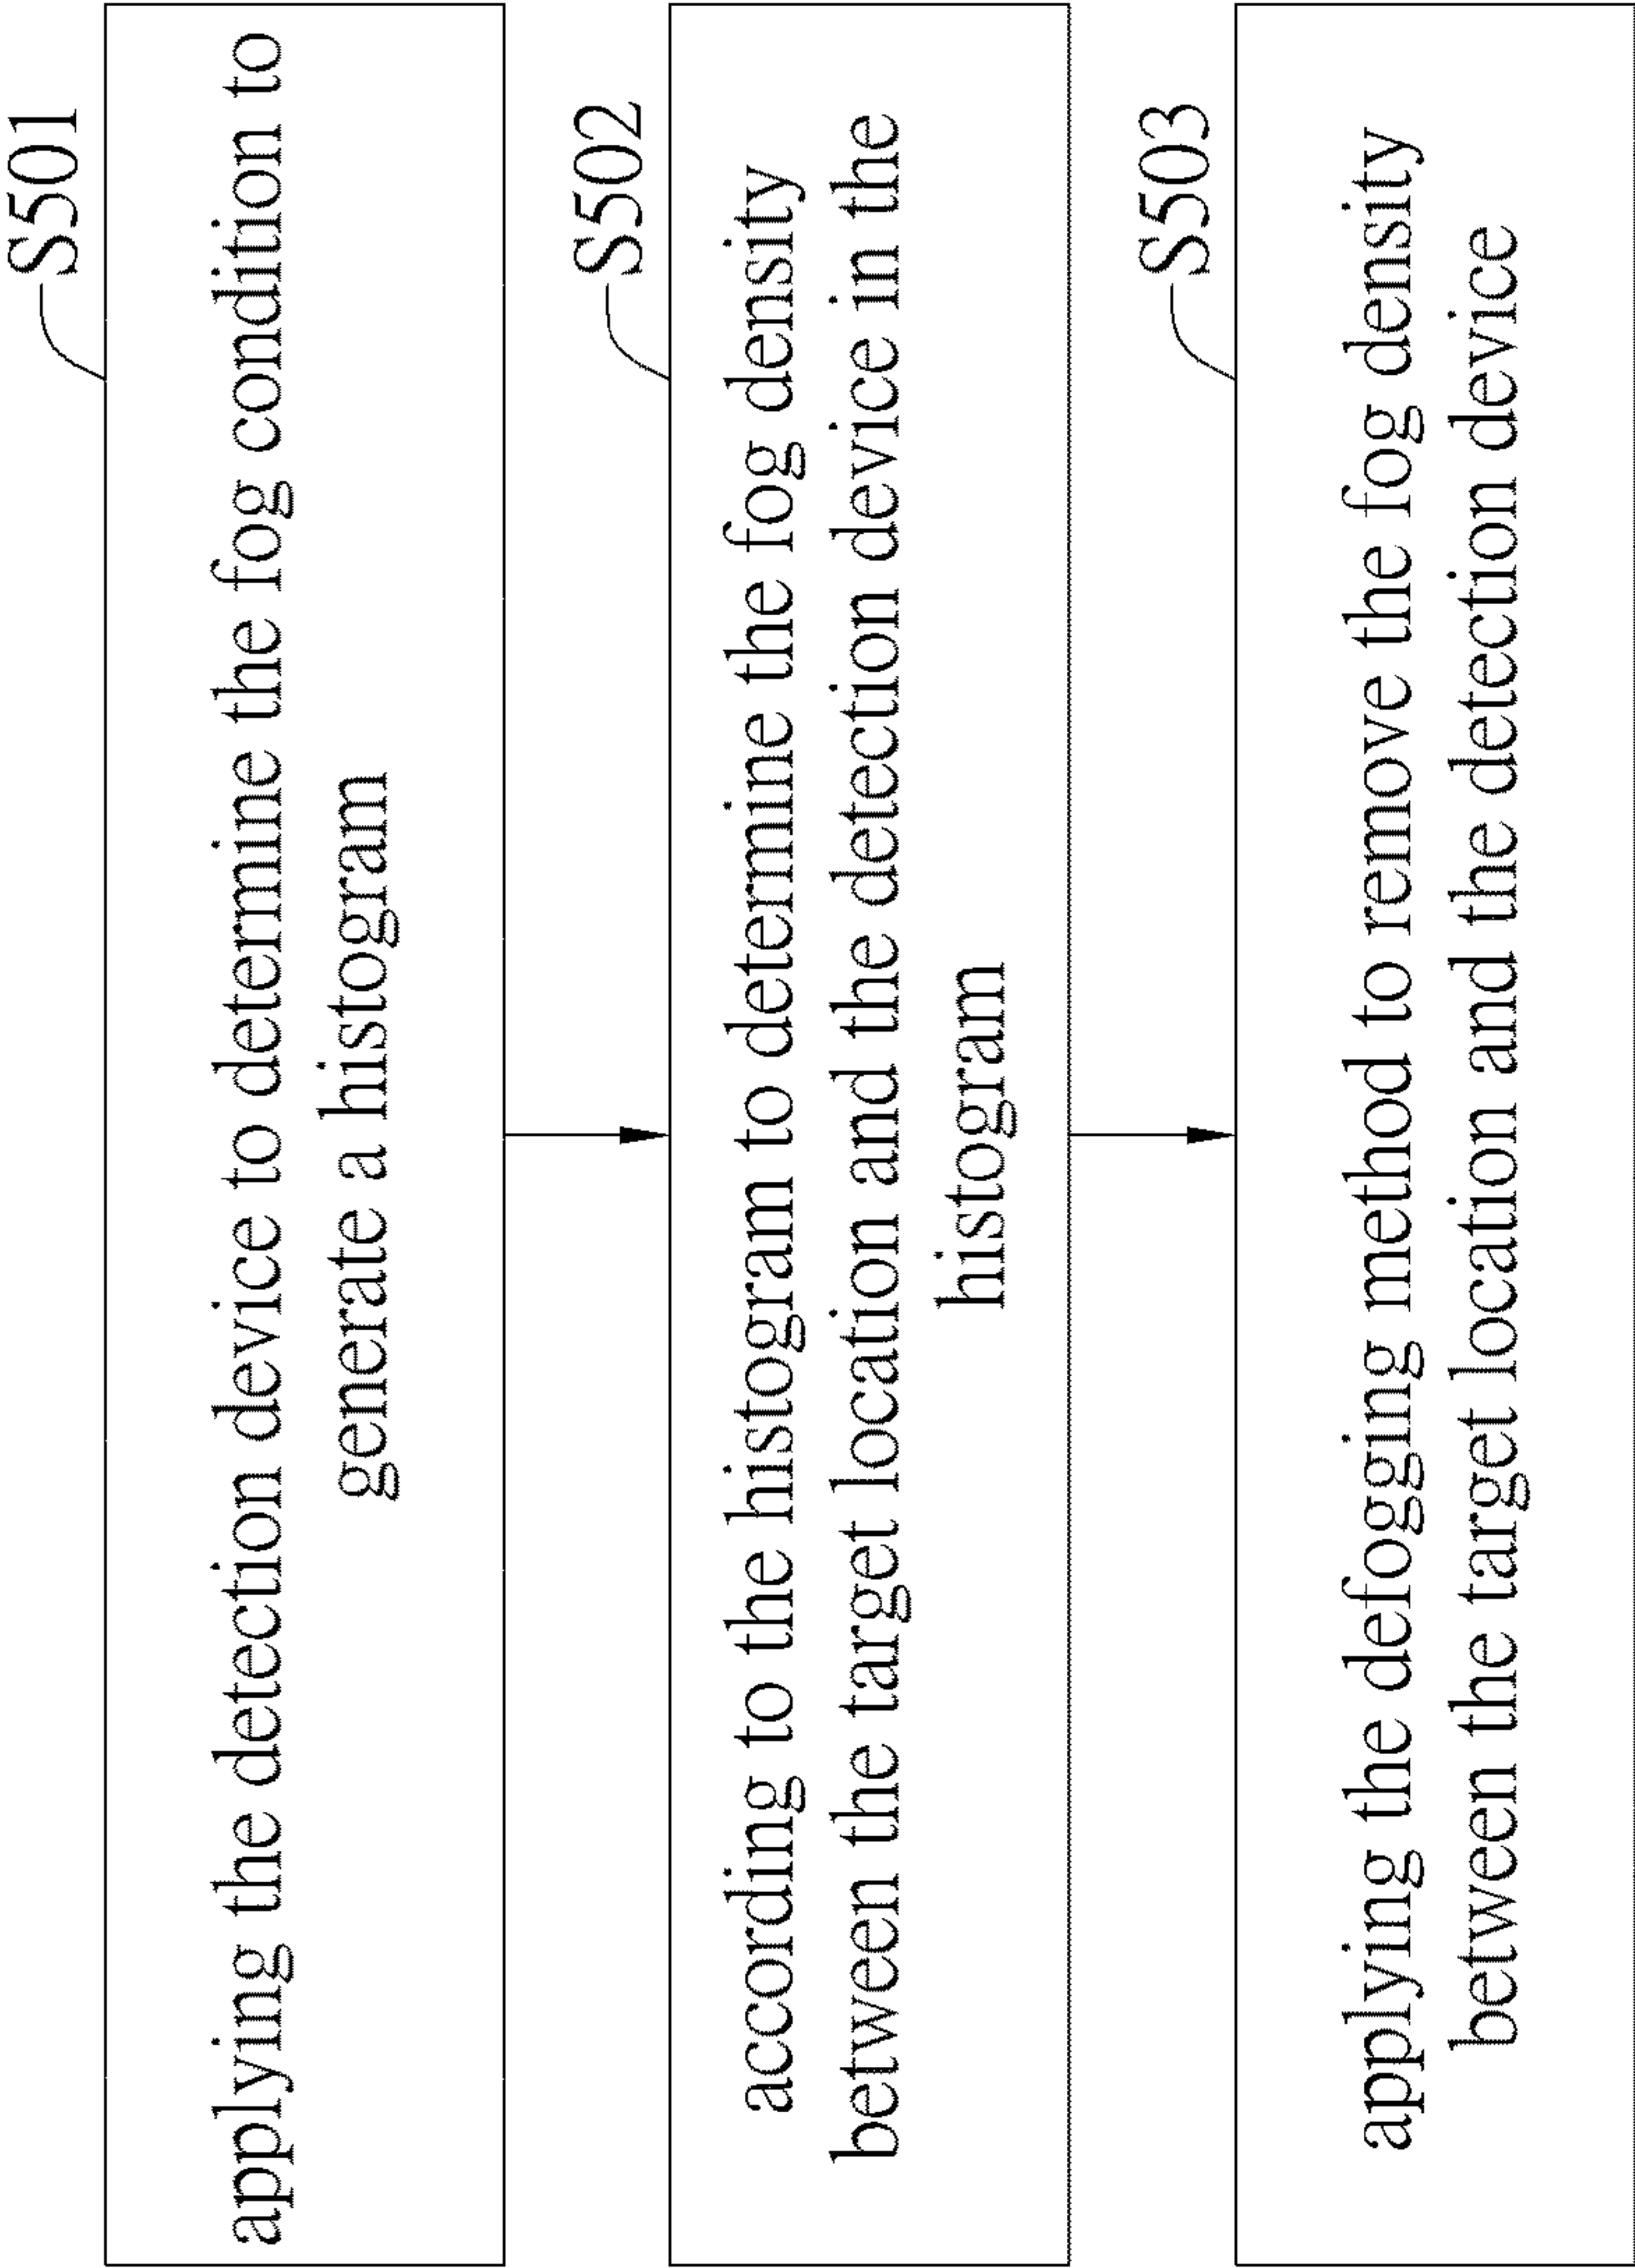 S501
applying the detection device to determine the fog condition to
generate a histogram
S502
according to the histogram to determine the fog density
between the target location and the detection device in the
histogram
S503
applying the defogging method to remove the fog density
between the target location and the detection device